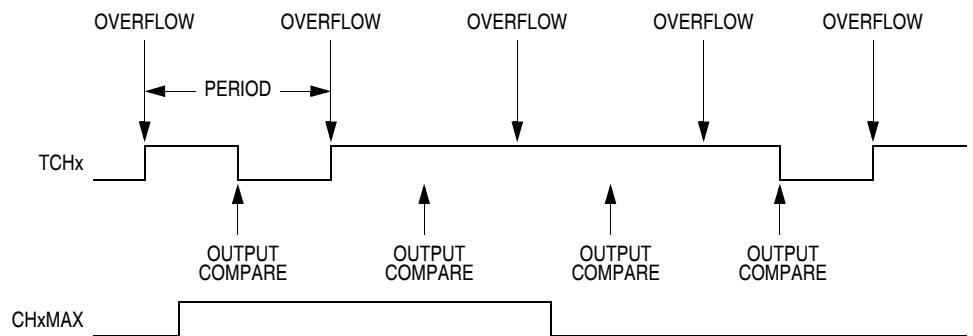 OVERFLOW OVERFLOW OVERFLOW OVERFLOW OVERFLOW
PERIOD
TCHx
OUTPUT COMPARE
OUTPUT COMPARE
OUTPUT COMPARE
OUTPUT COMPARE
CHxMAX